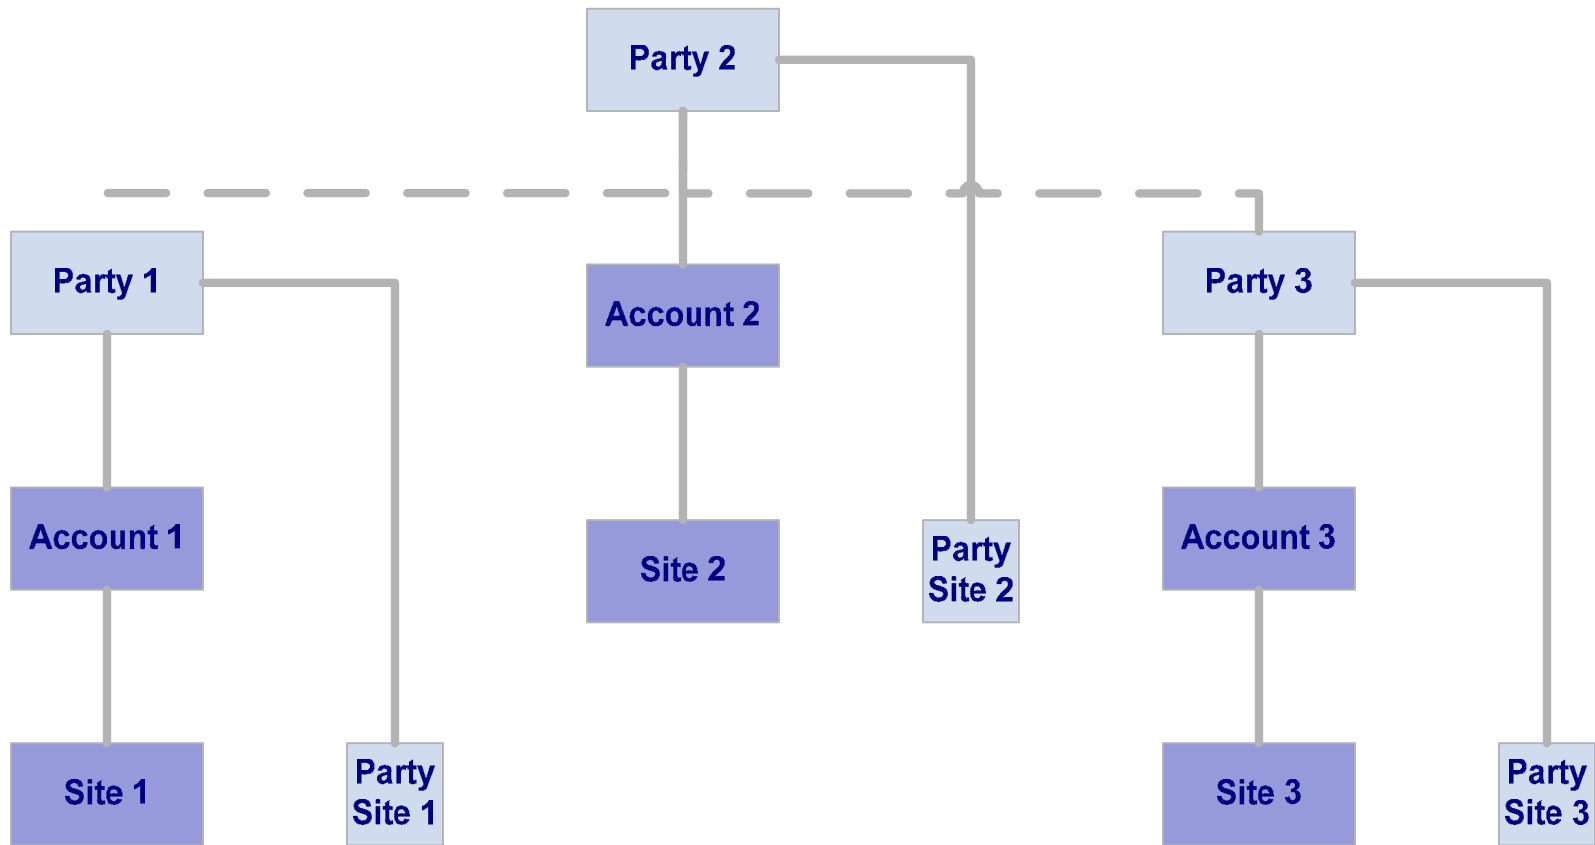 Party 2
Party 1
Account 2
Party 3
Account 1
Site 2
Party
Site 2
Account 3
Site 1
Party
Site 1
Site 3
Party
Site 3